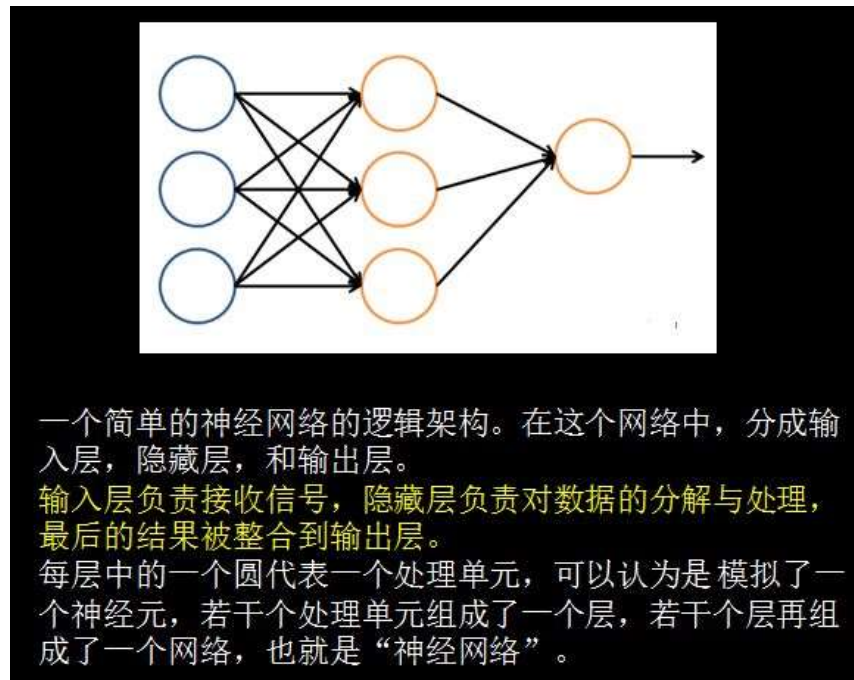 一个简单的神经网络的逻辑架构。在这个网络中，分成输
入层，隐藏层，和输出层。
输入层负责接收信号，隐藏层负责对数据的分解与处理，
最后的结果被整合到输出层。
每层中的一个圆代表一个处理单元，可以认为是模拟了一
个神经元，若干个处理单元组成了一个层，若干个层再组
成了一个网络，也就是“神经网络”。